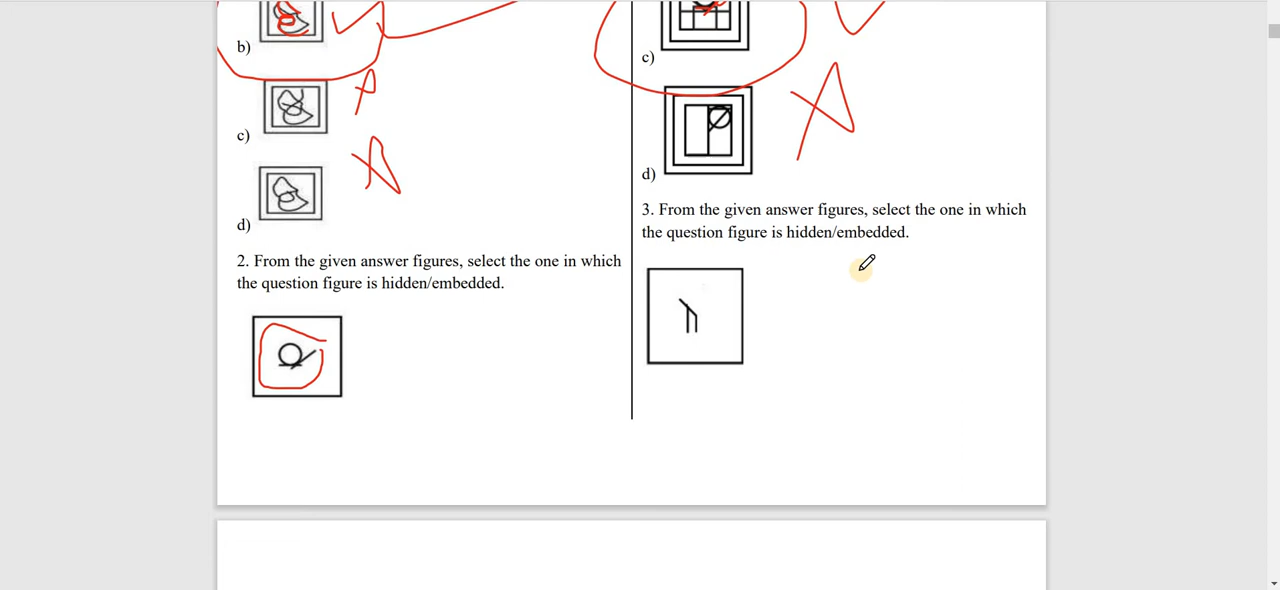 b)
c)
d)
2. From the given answer figures, select the one in which
the question figure is hidden/embedded.
c)
d)
3. From the given answer figures, select the one in which
the question figure is hidden/embedded.